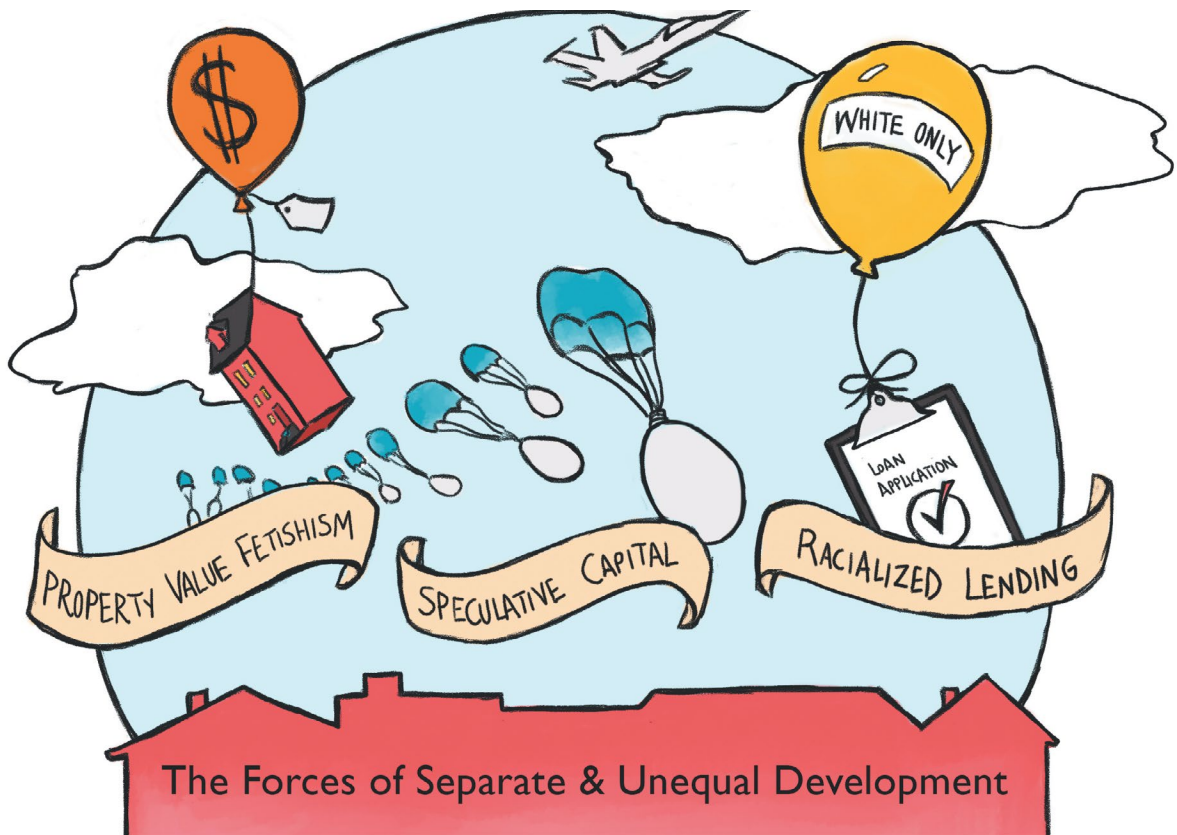 $
WHITE ONLY
LOAN
APPLICATION
PROPERTY VALUE FETISHISM
SPECULATIVE CAPITAL
RACIALIZED LENDING
The Forces of Separate & Unequal Development